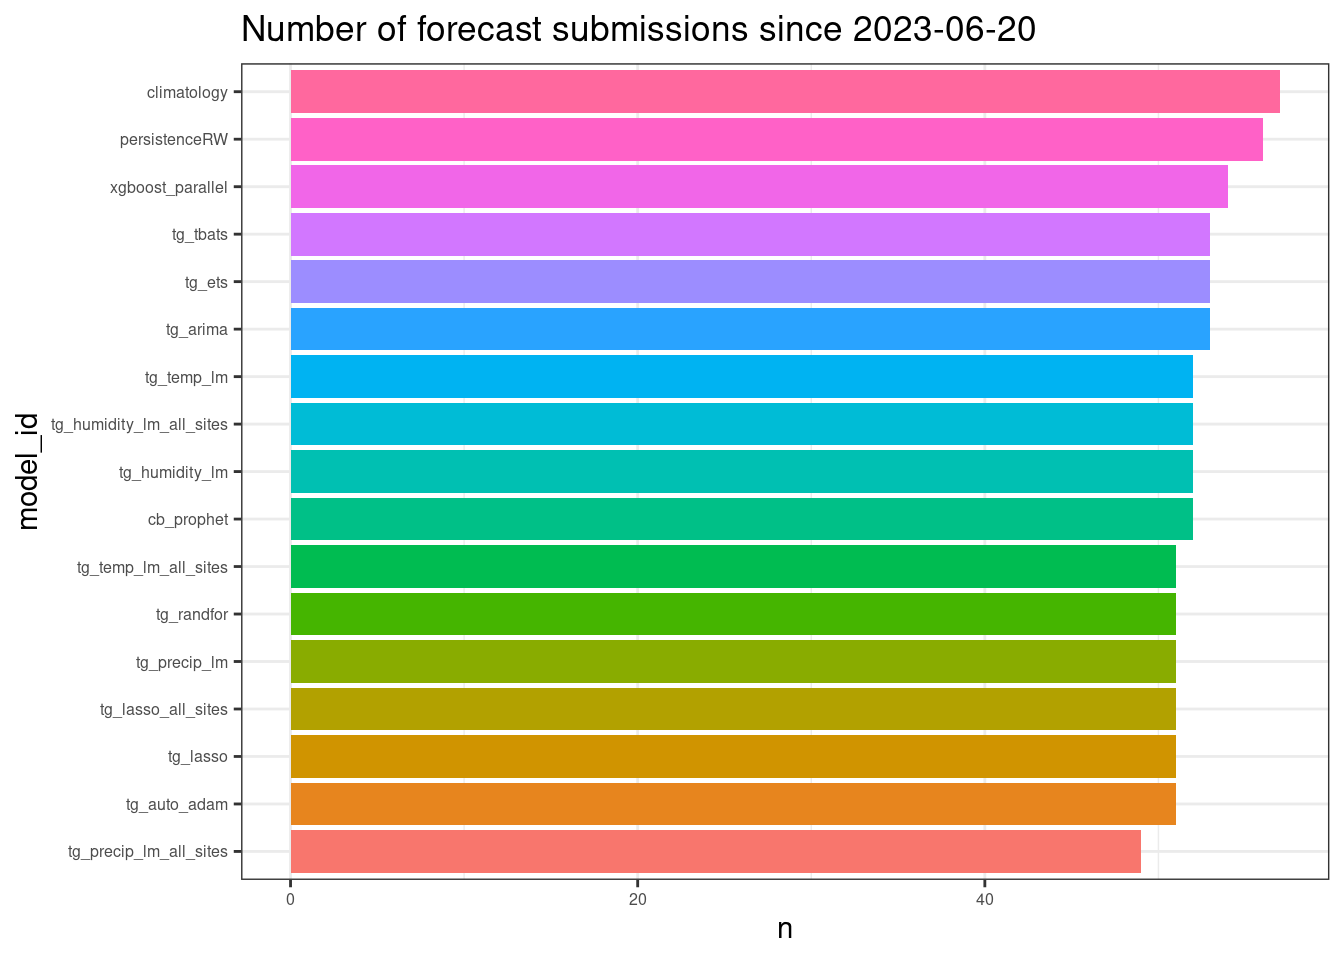 Number of forecast submissions since 2023-06-20
climatology
persistenceRW
xgboost_parallel
tg_tbats
tg_ets
tg_arima
tg_temp_lm
tg_humidity_lm_all_sites
tg_humidity_lm
cb_prophet
tg_temp_lm_all_sites
tg_randfor
tg_precip_lm
tg_lasso_all_sites
tg_lasso
tg_auto_adam
tg_precip_lm_all_sites
model_id
0 20 40
n